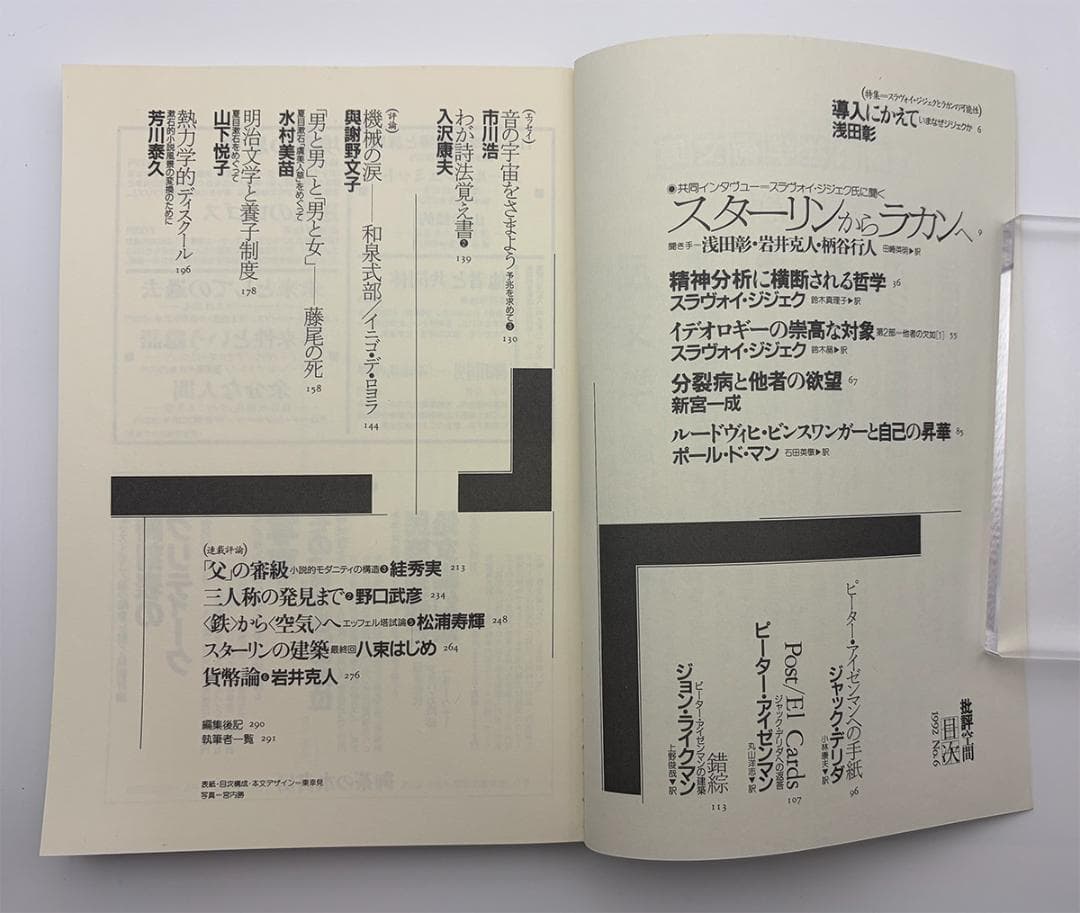 批評空間
目次
1992 No.6
(特集＝スラヴォイ・ジジェクとラカンの可能性)
導入にかえて いまなぜジジェクか 6
浅田彰
●共同インタヴュー＝スラヴォイ・ジジェク氏に聞く
スターリンからラカンへ 9
聞き手＝浅田彰・岩井克人・柄谷行人 田崎英明▶訳
精神分析に横断される哲学 36
スラヴォイ・ジジェク 鈴木真理子▶訳
イデオロギーの崇高な対象 第2部―他者の欠如[1] 55
スラヴォイ・ジジェク 鈴木晶▶訳
分裂病と他者の欲望 67
新宮一成
ルードヴィヒ・ビンスワンガーと自己の昇華 85
ポール・ド・マン 石田英敬▶訳
ピーター・アイゼンマンへの手紙 96
ジャック・デリダ 小林康夫▶訳
Post/El Cards 107
ジャック・デリダへの返答
ピーター・アイゼンマン 丸山洋志▶訳
錯綜 113
ピーター・アイゼンマンの建築
ジョン・ライクマン 上野俊哉▶訳
(エッセイ)
音の宇宙をさまよう 予兆を求めて❸ 130
市川浩
わが詩法覚え書❷ 139
入沢康夫
(評論)
機械の涙――和泉式部/イニゴ・デ・ロヨラ 144
與謝野文子
「男と男」と「男と女」――藤尾の死 158
夏目漱石『虞美人草』をめぐって
水村美苗
明治文学と養子制度 178
夏目漱石をめぐって
山下悦子
熱力学的ディスクール 196
漱石的小説風景の変換のために
芳川泰久
(連載評論)
「父」の審級 小説的モダニティの構造❸ 絓秀実 213
三人称の発見まで❷ 野口武彦 234
〈鉄〉から〈空気〉へ エッフェル塔試論❺ 松浦寿輝 248
スターリンの建築 最終回 八束はじめ 264
貨幣論❻ 岩井克人 276
編集後記 290
執筆者一覧 291
表紙・目次構成・本文デザイン―東幸見
写真―宮内勝